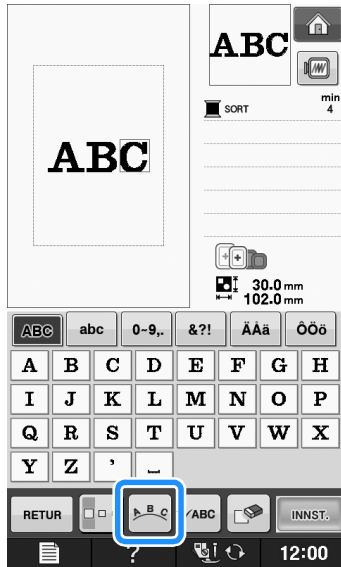 ABC
SORT
min
4
ABC
30.0 mm
102.0 mm
ABC abc 0~9,. &?! ÄÅä ÔÖö
A B C D E F G H
I J K L M N O P
Q R S T U V W X
Y Z ' ⎵
RETUR A B C ABC INNST.
? 12:00